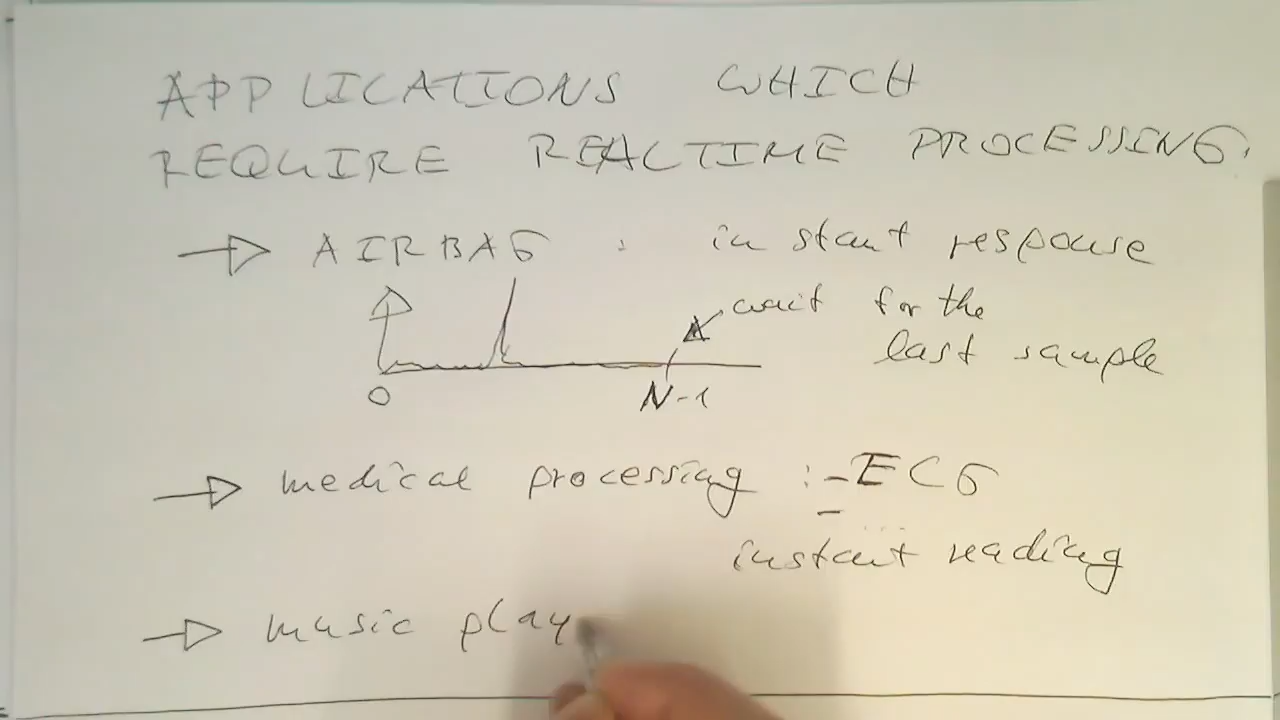 APPLICATIONS WHICH
REQUIRE REALTIME PROCESSING.
→ AIRBAG : instant response
wait for the
last sample
0 N-1
→ medical processing : - ECG
- ...
instant reading
→ music play